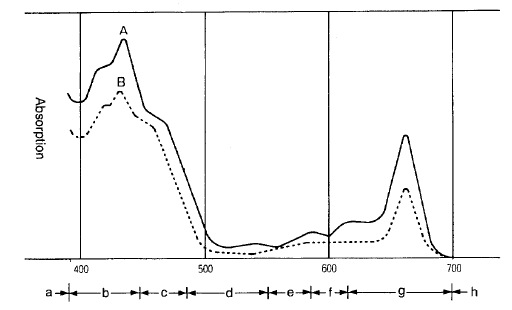 A
B
Absorption
400 500 600 700
a b c d e f g h